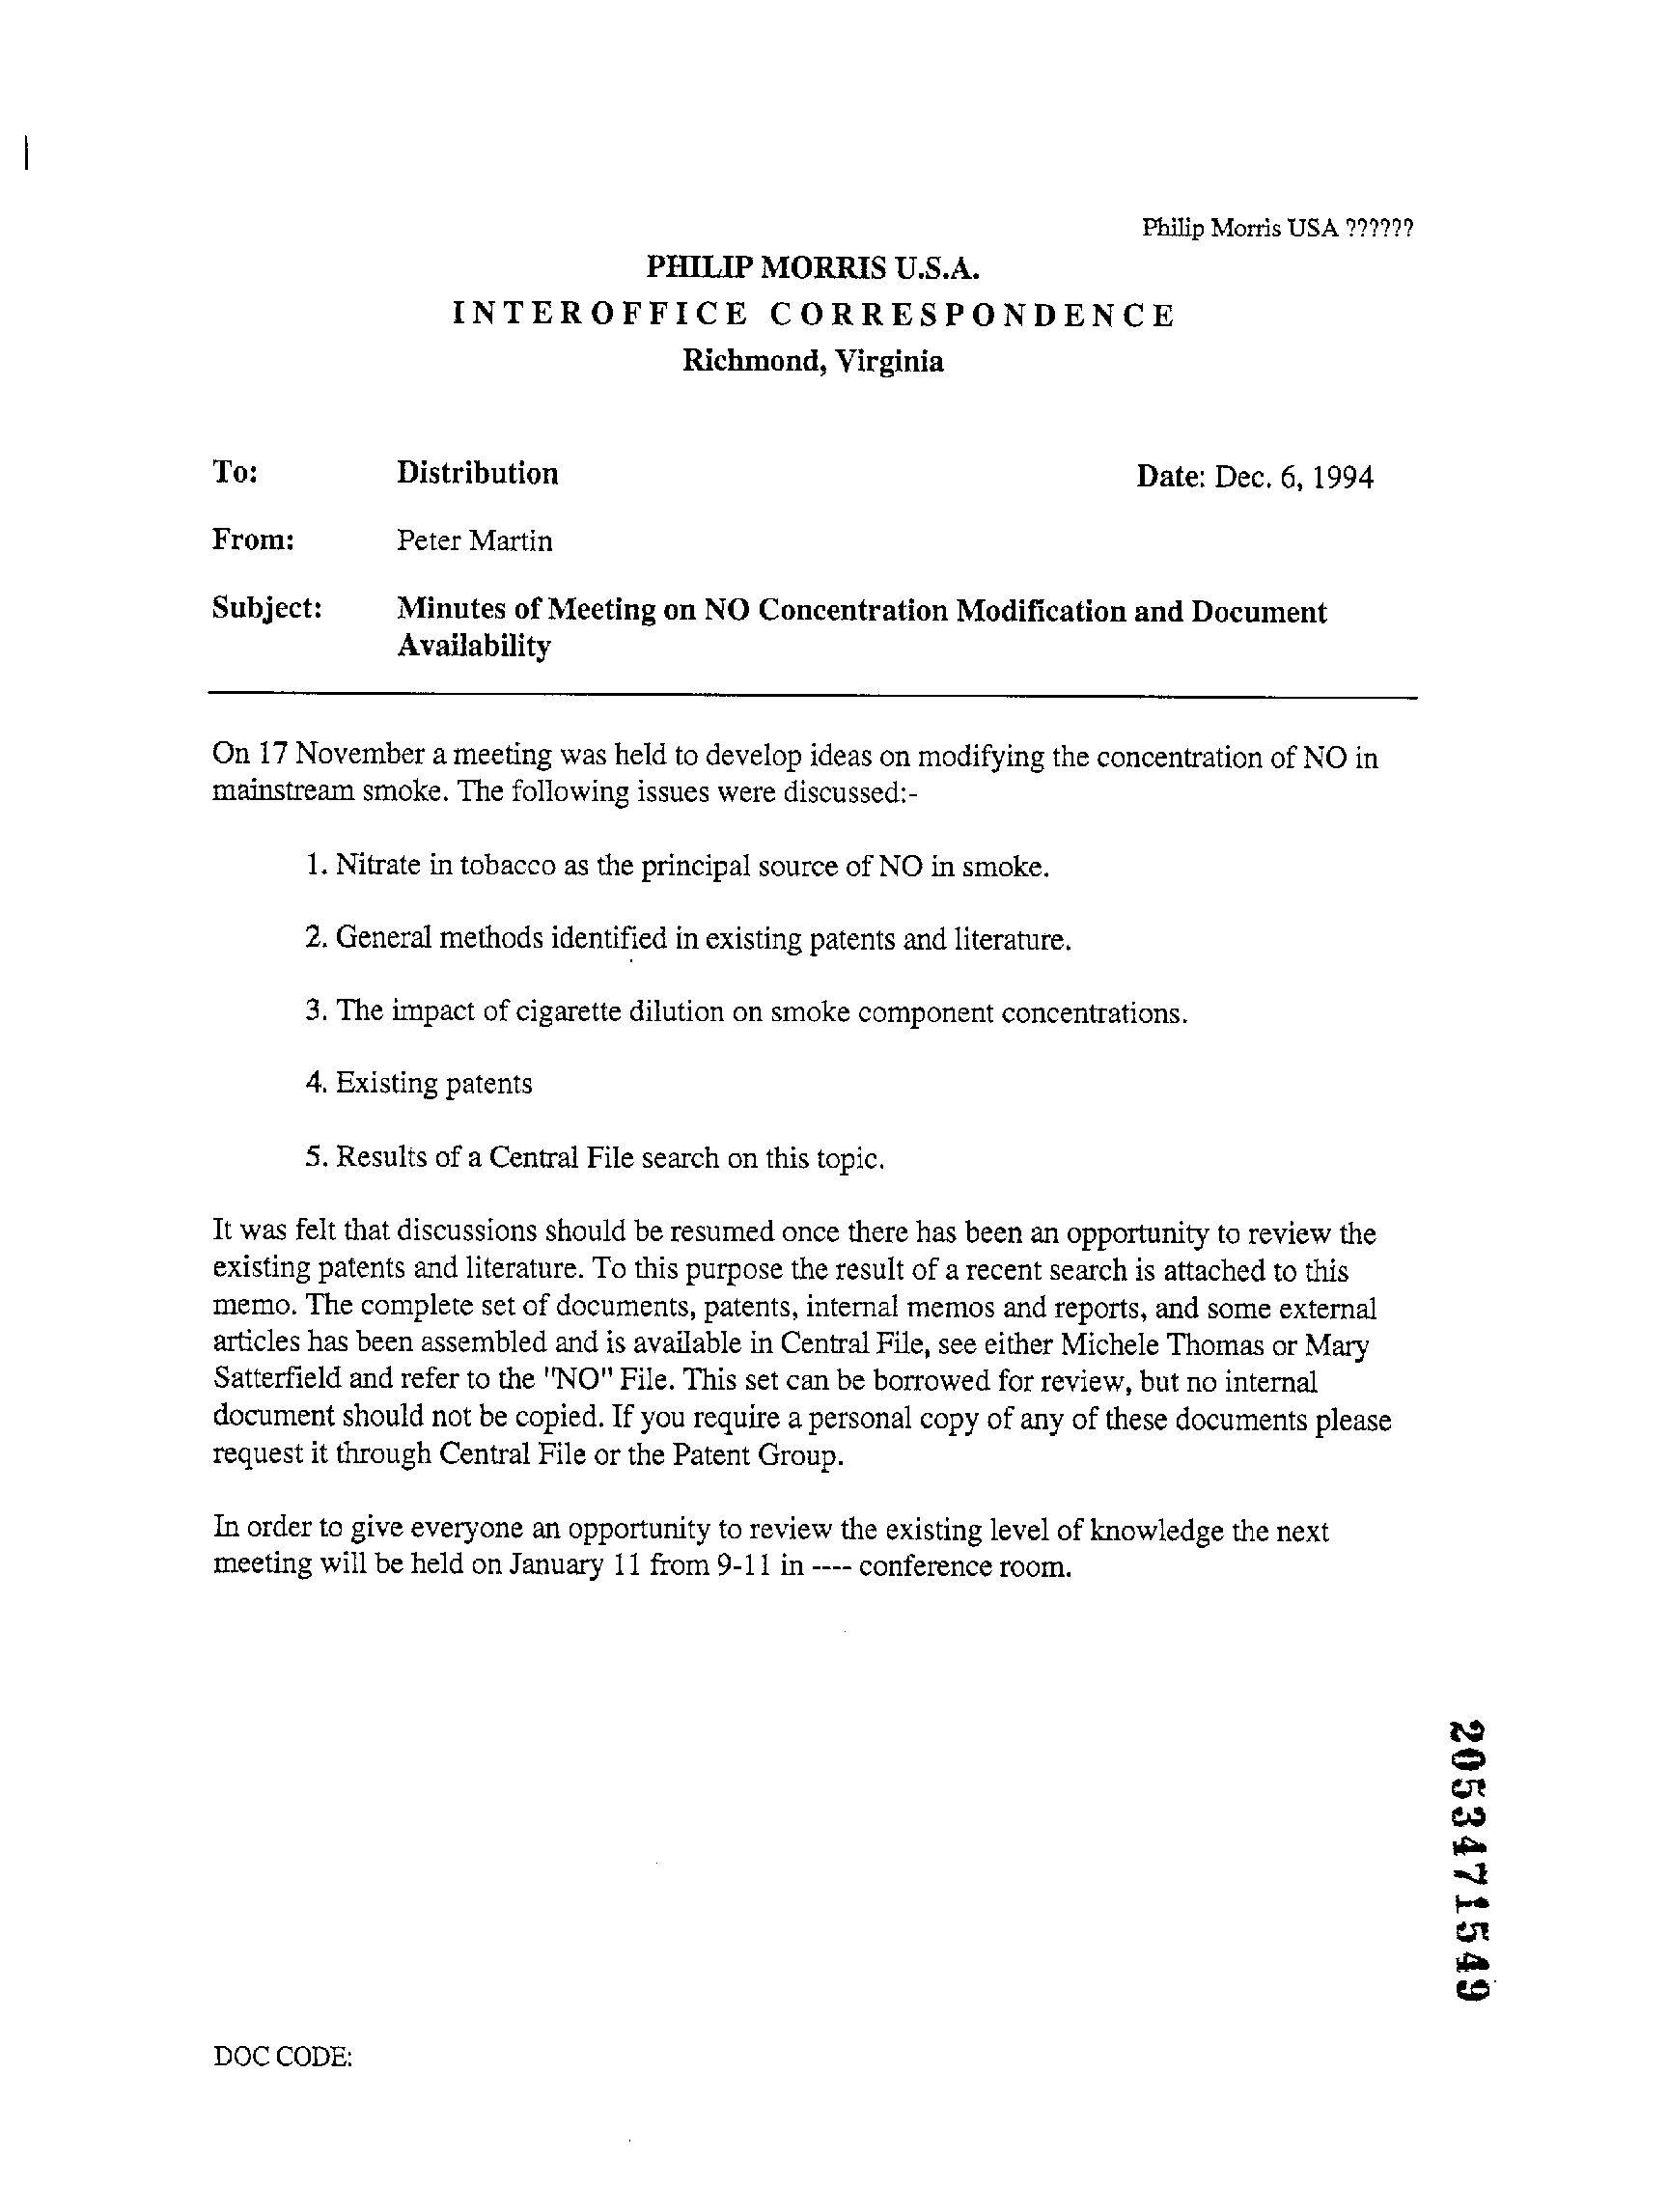 Philip Morris USA ??????
PHILIP MORRIS U.S.A.
INTEROFFICE CORRESPONDENCE
Richmond, Virginia
To: Distribution Date: Dec. 6, 1994
From: Peter Martin
Subject: Minutes of Meeting on NO Concentration Modification and Document
Availability
On 17 November a meeting was held to develop ideas on modifying the concentration of NO in
mainstream smoke. The following issues were discussed:-
1. Nitrate in tobacco as the principal source of NO in smoke.
2. General methods identified in existing patents and literature.
3. The impact of cigarette dilution on smoke component concentrations.
4. Existing patents
5. Results of a Central File search on this topic.
It was felt that discussions should be resumed once there has been an opportunity to review the
existing patents and literature. To this purpose the result of a recent search is attached to this
memo. The complete set of documents, patents, internal memos and reports, and some external
articles has been assembled and is available in Central File, see either Michele Thomas or Mary
Satterfield and refer to the "NO" File. This set can be borrowed for review, but no internal
document should not be copied. If you require a personal copy of any of these documents please
request it through Central File or the Patent Group.
In order to give everyone an opportunity to review the existing level of knowledge the next
meeting will be held on January 11 from 9-11 in ---- conference room.
2053471549
DOC CODE: